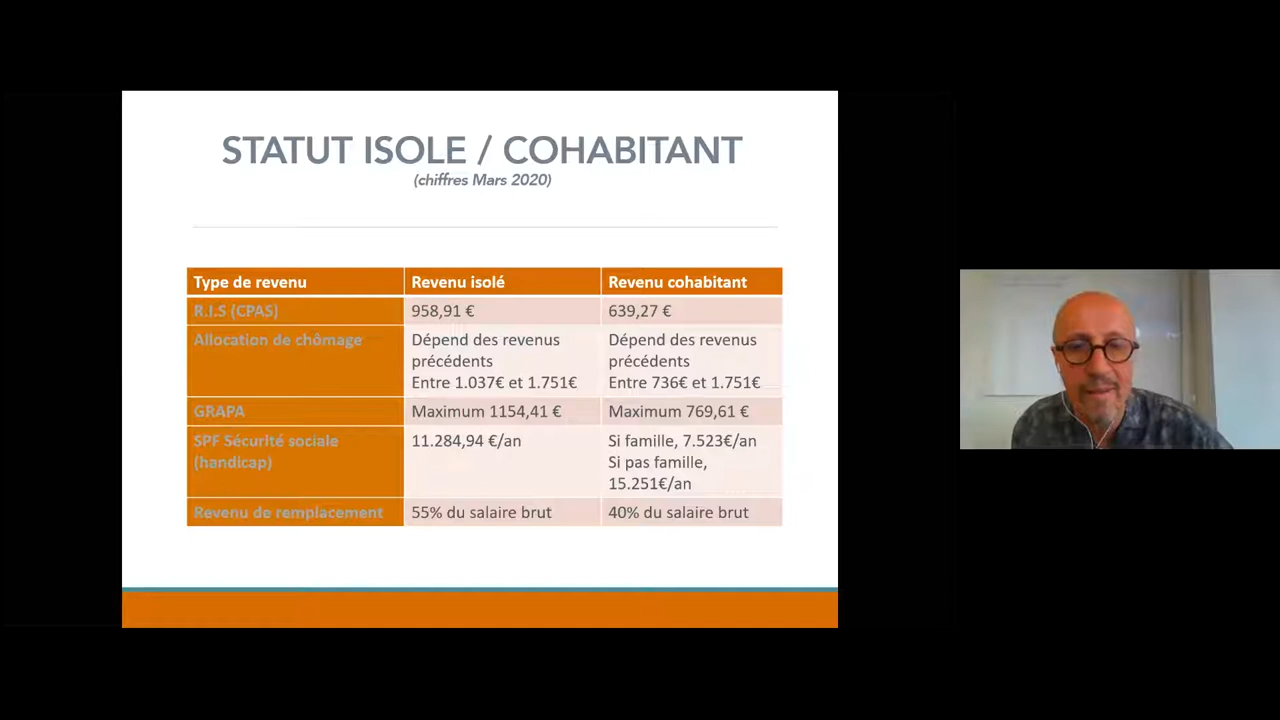 STATUT ISOLE / COHABITANT
(chiffres Mars 2020)
Type de revenu
Revenu isolé
Revenu cohabitant
R.I.S (CPAS)
958,91 €
639,27 €
Allocation de chômage
Dépend des revenus
précédents
Entre 1.037€ et 1.751€
Dépend des revenus
précédents
Entre 736€ et 1.751€
GRAPA
Maximum 1154,41 €
Maximum 769,61 €
SPF Sécurité sociale
(handicap)
11.284,94 €/an
Si famille, 7.523€/an
Si pas famille,
15.251€/an
Revenu de remplacement
55% du salaire brut
40% du salaire brut